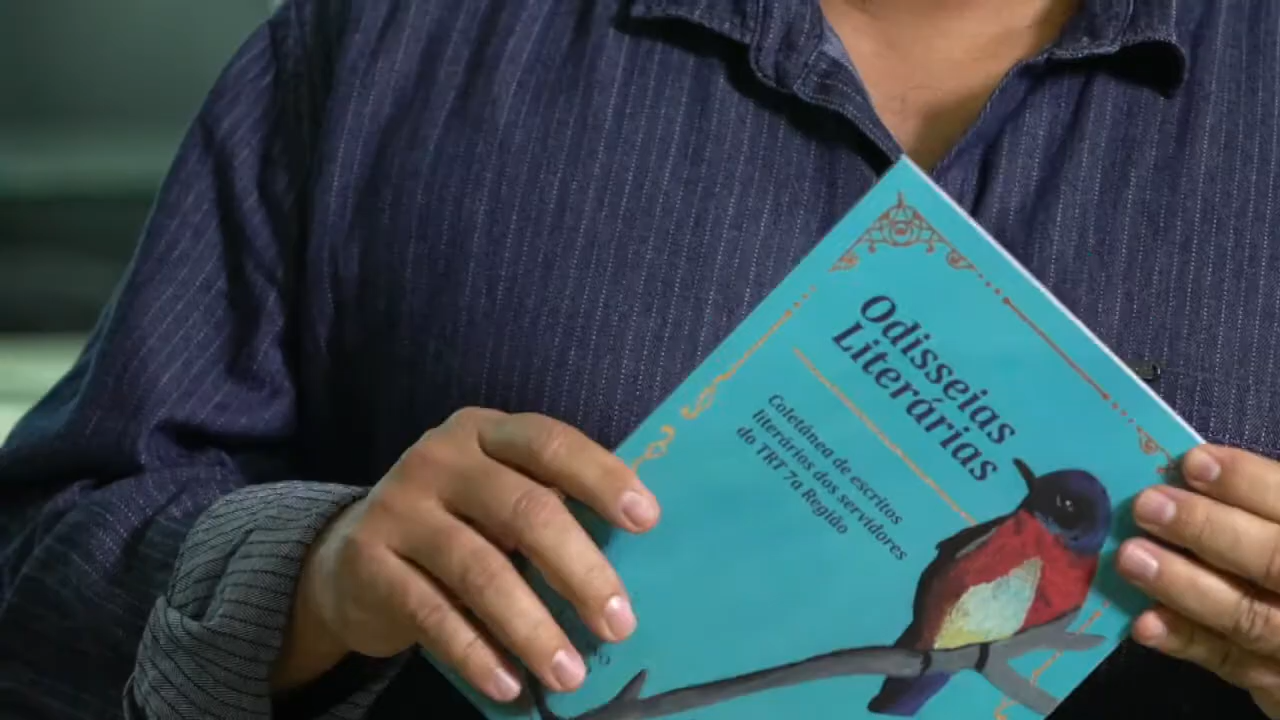 Odisseias
Literárias
Coletânea de escritos
literários dos servidores
do TRT 7a Região